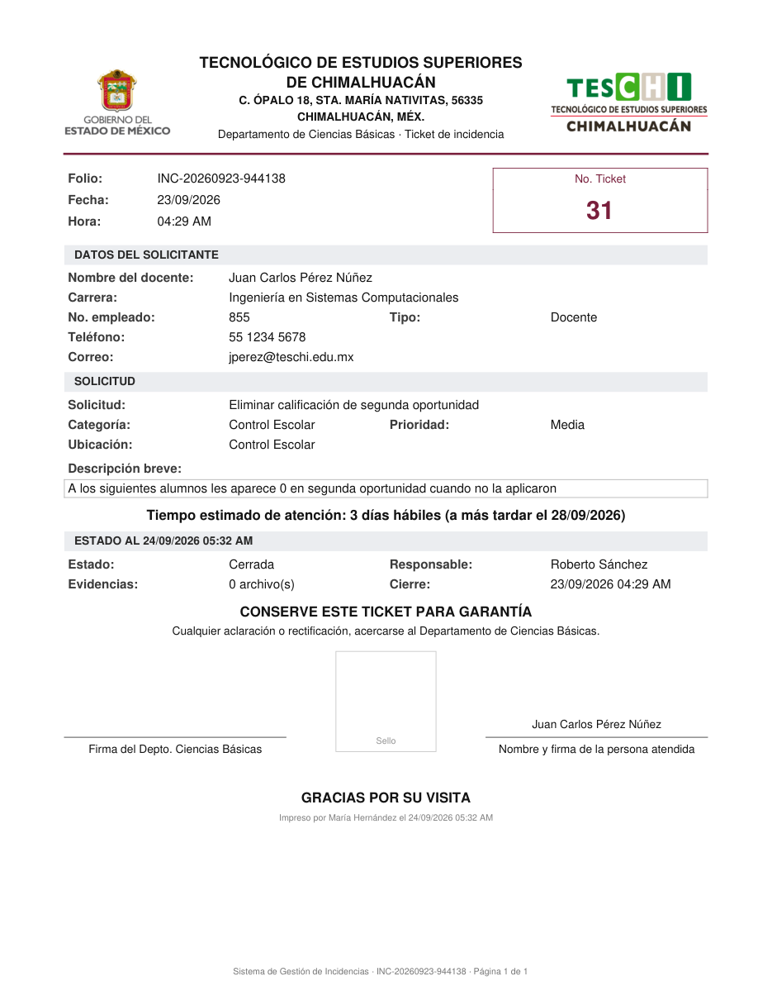 TECNOLÓGICO DE ESTUDIOS SUPERIORES
DE CHIMALHUACÁN
C. ÓPALO 18, STA. MARÍA NATIVITAS, 56335
CHIMALHUACÁN, MÉX.
Departamento de Ciencias Básicas · Ticket de incidencia
GOBIERNO DEL
ESTADO DE MÉXICO
TESCHI
TECNOLÓGICO DE ESTUDIOS SUPERIORES
CHIMALHUACÁN
Folio: INC-20260923-944138
Fecha: 23/09/2026
Hora: 04:29 AM
No. Ticket
31
DATOS DEL SOLICITANTE
Nombre del docente: Juan Carlos Pérez Núñez
Carrera: Ingeniería en Sistemas Computacionales
No. empleado: 855 Tipo: Docente
Teléfono: 55 1234 5678
Correo: jperez@teschi.edu.mx
SOLICITUD
Solicitud: Eliminar calificación de segunda oportunidad
Categoría: Control Escolar Prioridad: Media
Ubicación: Control Escolar
Descripción breve:
A los siguientes alumnos les aparece 0 en segunda oportunidad cuando no la aplicaron
Tiempo estimado de atención: 3 días hábiles (a más tardar el 28/09/2026)
ESTADO AL 24/09/2026 05:32 AM
Estado: Cerrada Responsable: Roberto Sánchez
Evidencias: 0 archivo(s) Cierre: 23/09/2026 04:29 AM
CONSERVE ESTE TICKET PARA GARANTÍA
Cualquier aclaración o rectificación, acercarse al Departamento de Ciencias Básicas.
Sello
Juan Carlos Pérez Núñez
Firma del Depto. Ciencias Básicas
Nombre y firma de la persona atendida
GRACIAS POR SU VISITA
Impreso por María Hernández el 24/09/2026 05:32 AM
Sistema de Gestión de Incidencias · INC-20260923-944138 · Página 1 de 1